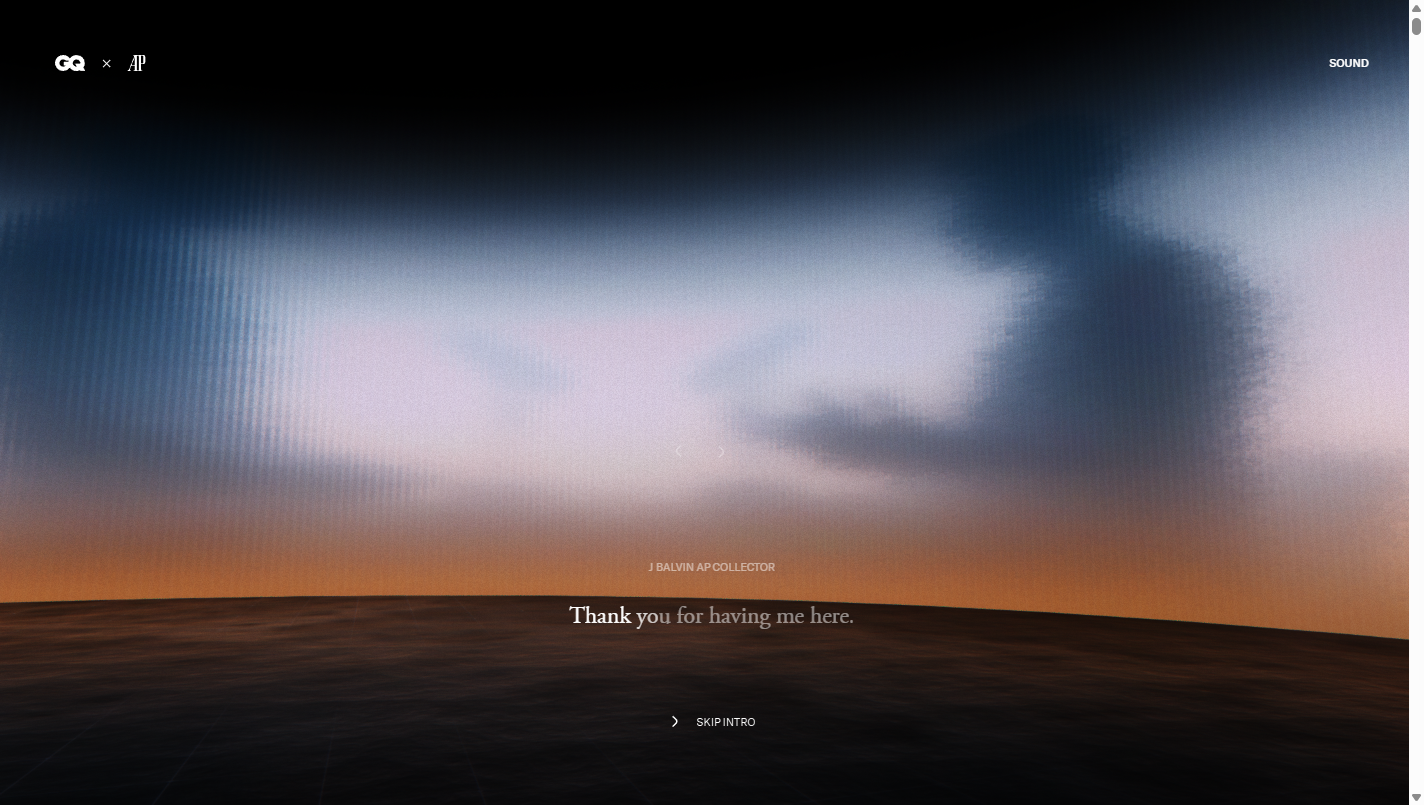 GQ × AP
SOUND
J BALVIN AP COLLECTOR
Thank you for having me here.
SKIP INTRO